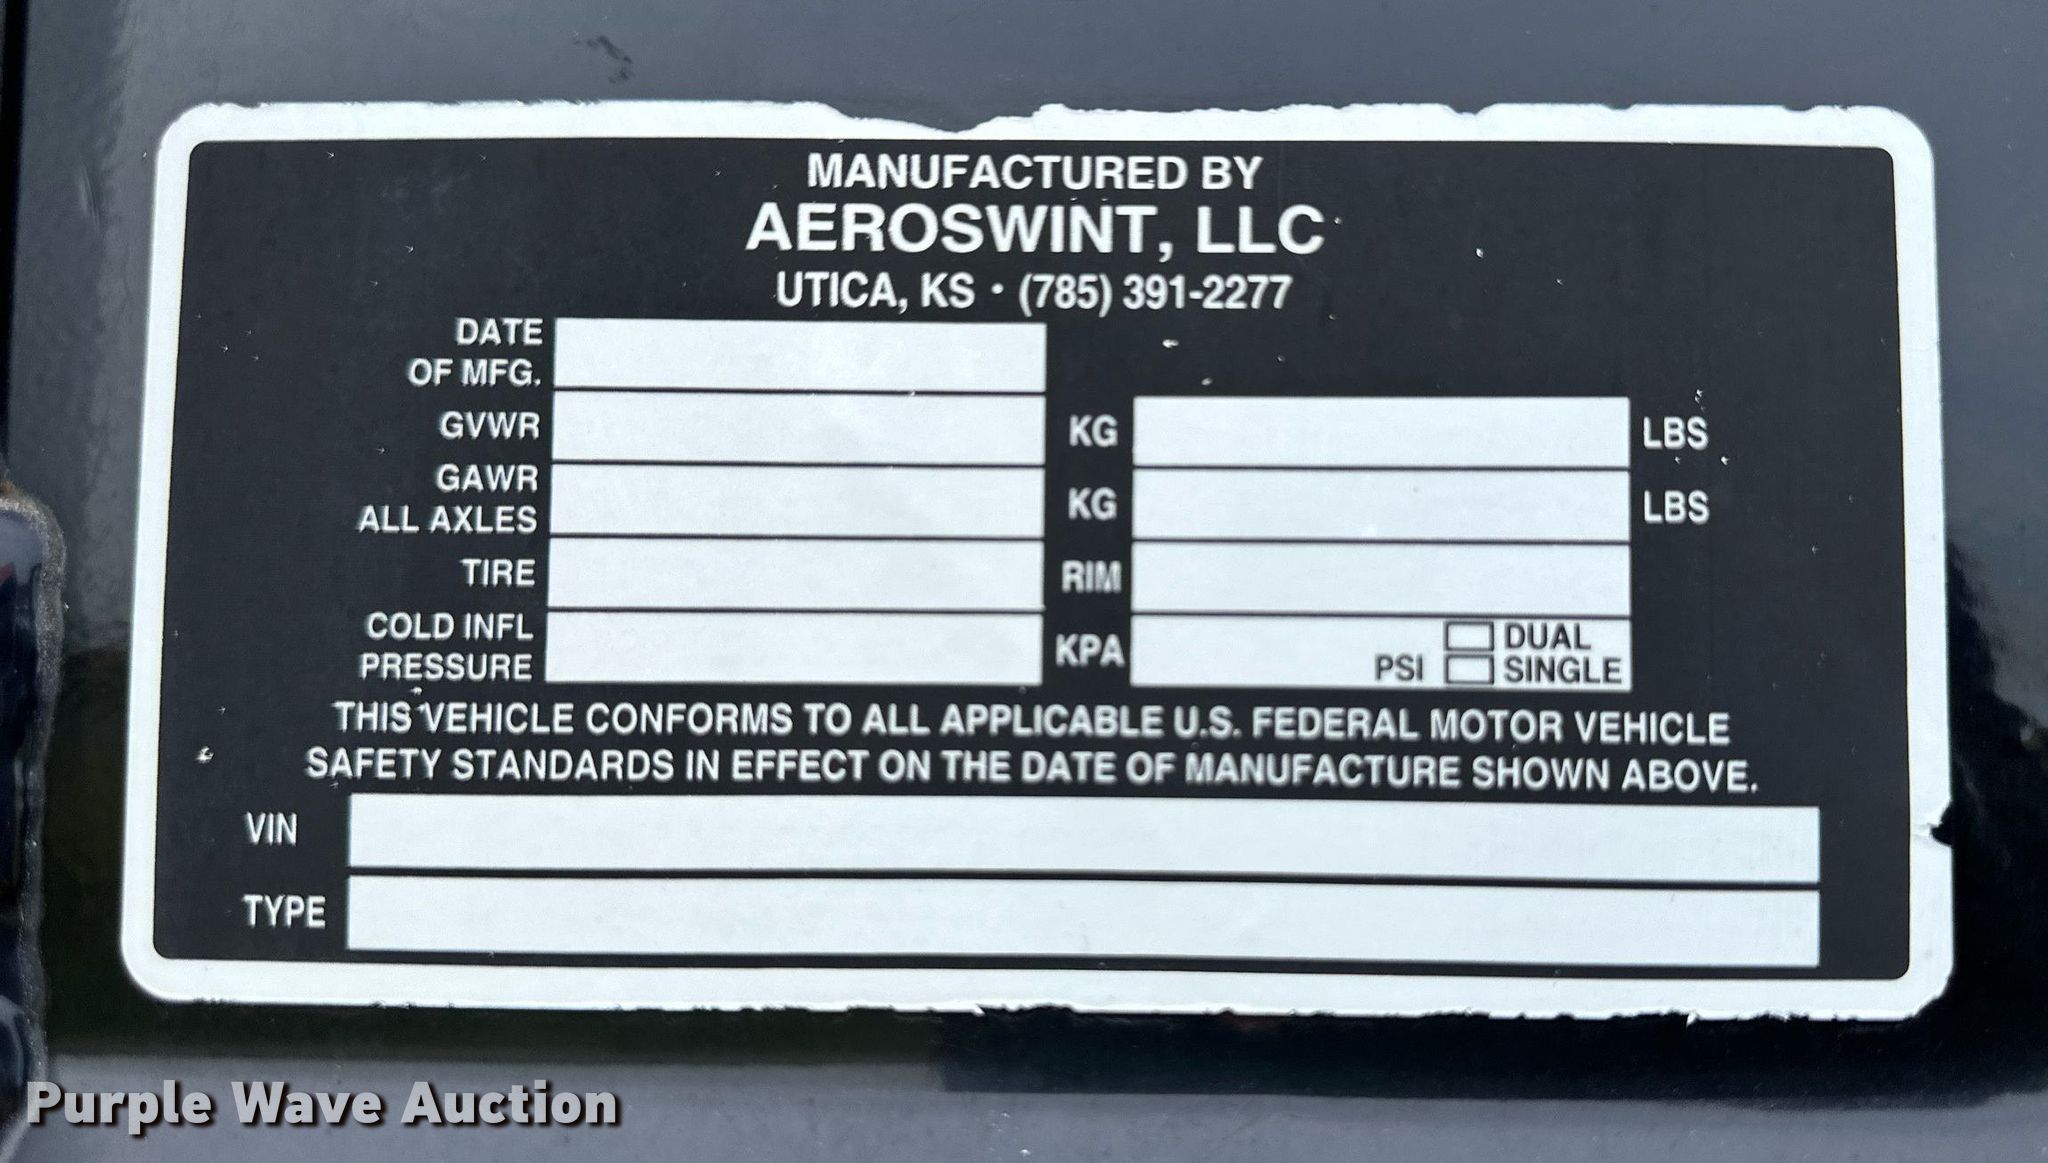 MANUFACTURED BY
AEROSWINT, LLC
UTICA, KS • (785) 391-2277
DATE
OF MFG.
GVWR KG LBS
GAWR
ALL AXLES KG LBS
TIRE RIM
COLD INFL
PRESSURE KPA PSI DUAL
SINGLE
THIS VEHICLE CONFORMS TO ALL APPLICABLE U.S. FEDERAL MOTOR VEHICLE
SAFETY STANDARDS IN EFFECT ON THE DATE OF MANUFACTURE SHOWN ABOVE.
VIN
TYPE
Purple Wave Auction